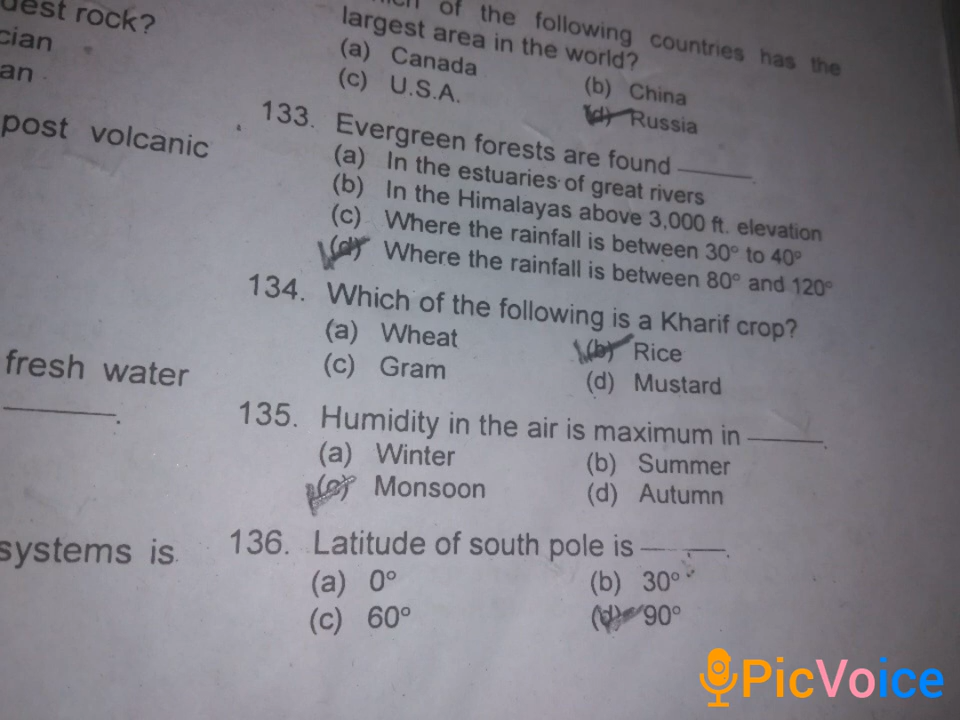 dest rock?
cian
an
post volcanic
fresh water
systems is
of the following countries has the
largest area in the world?
(a) Canada
(b) China
(c) U.S.A.
(d) Russia
133. Evergreen forests are found
(a) In the estuaries of great rivers
(b) In the Himalayas above 3,000 ft. elevation
(c) Where the rainfall is between 30° to 40°
(d) Where the rainfall is between 80° and 120°
134. Which of the following is a Kharif crop?
(a) Wheat (b) Rice
(c) Gram (d) Mustard
135. Humidity in the air is maximum in ______.
(a) Winter (b) Summer
(c) Monsoon (d) Autumn
136. Latitude of south pole is ______.
(a) 0° (b) 30°
(c) 60° (d) 90°
PicVoice